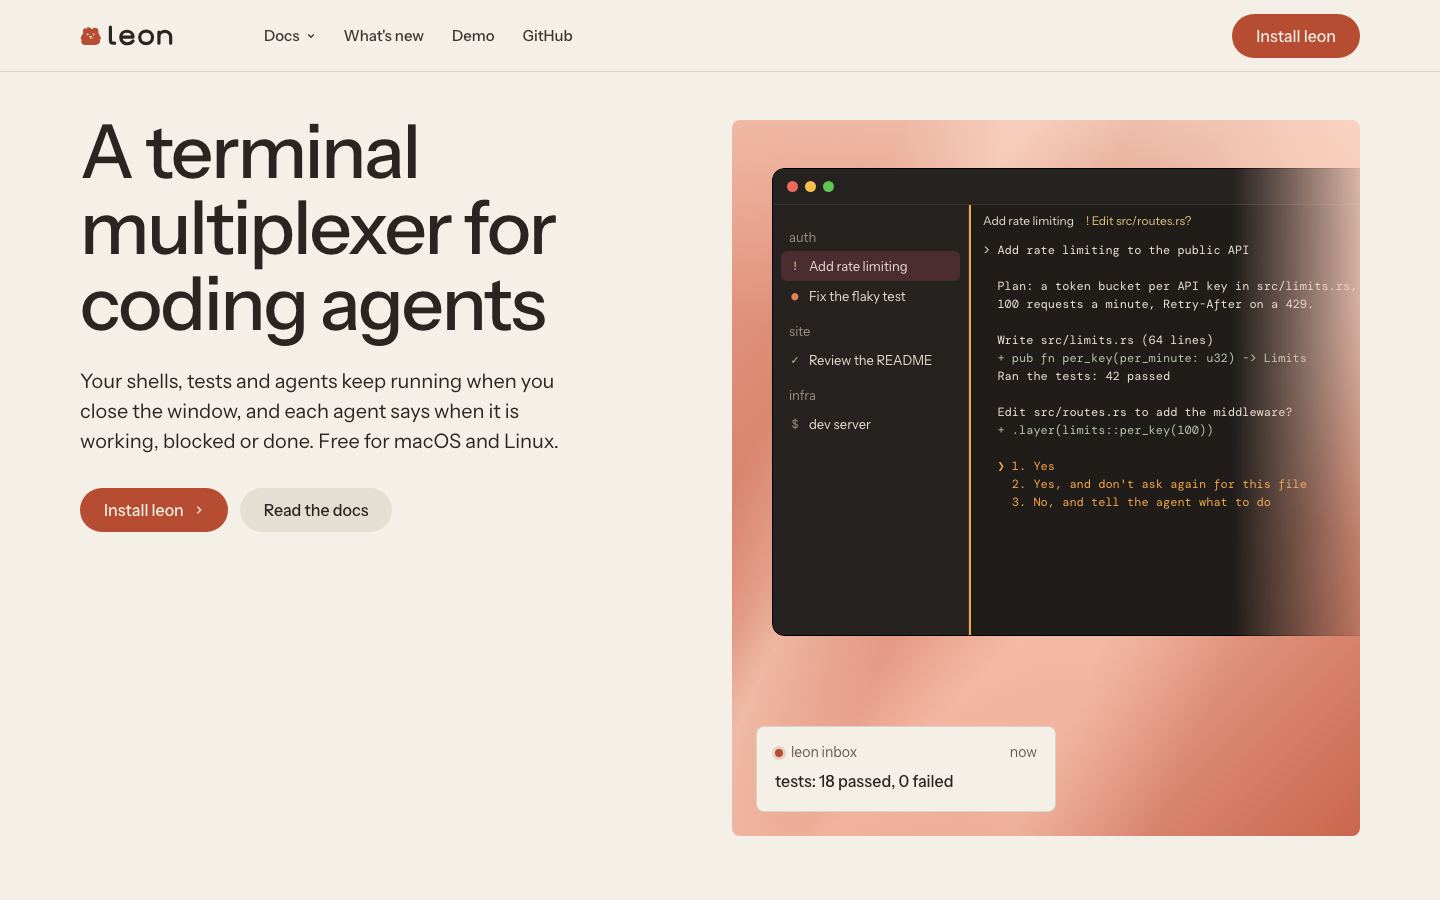 leon
Docs
What's new
Demo
GitHub
Install leon
A terminal
multiplexer for
coding agents
Your shells, tests and agents keep running when you
close the window, and each agent says when it is
working, blocked or done. Free for macOS and Linux.
Install leon ›
Read the docs
auth
! Add rate limiting
Fix the flaky test
site
✓ Review the README
infra
$ dev server
Add rate limiting ! Edit src/routes.rs?
› Add rate limiting to the public API
Plan: a token bucket per API key in src/limits.rs,
100 requests a minute, Retry-After on a 429.
Write src/limits.rs (64 lines)
+ pub fn per_key(per_minute: u32) -> Limits
Ran the tests: 42 passed
Edit src/routes.rs to add the middleware?
+ .layer(limits::per_key(100))
❯ 1. Yes
2. Yes, and don't ask again for this file
3. No, and tell the agent what to do
leon inbox now
tests: 18 passed, 0 failed